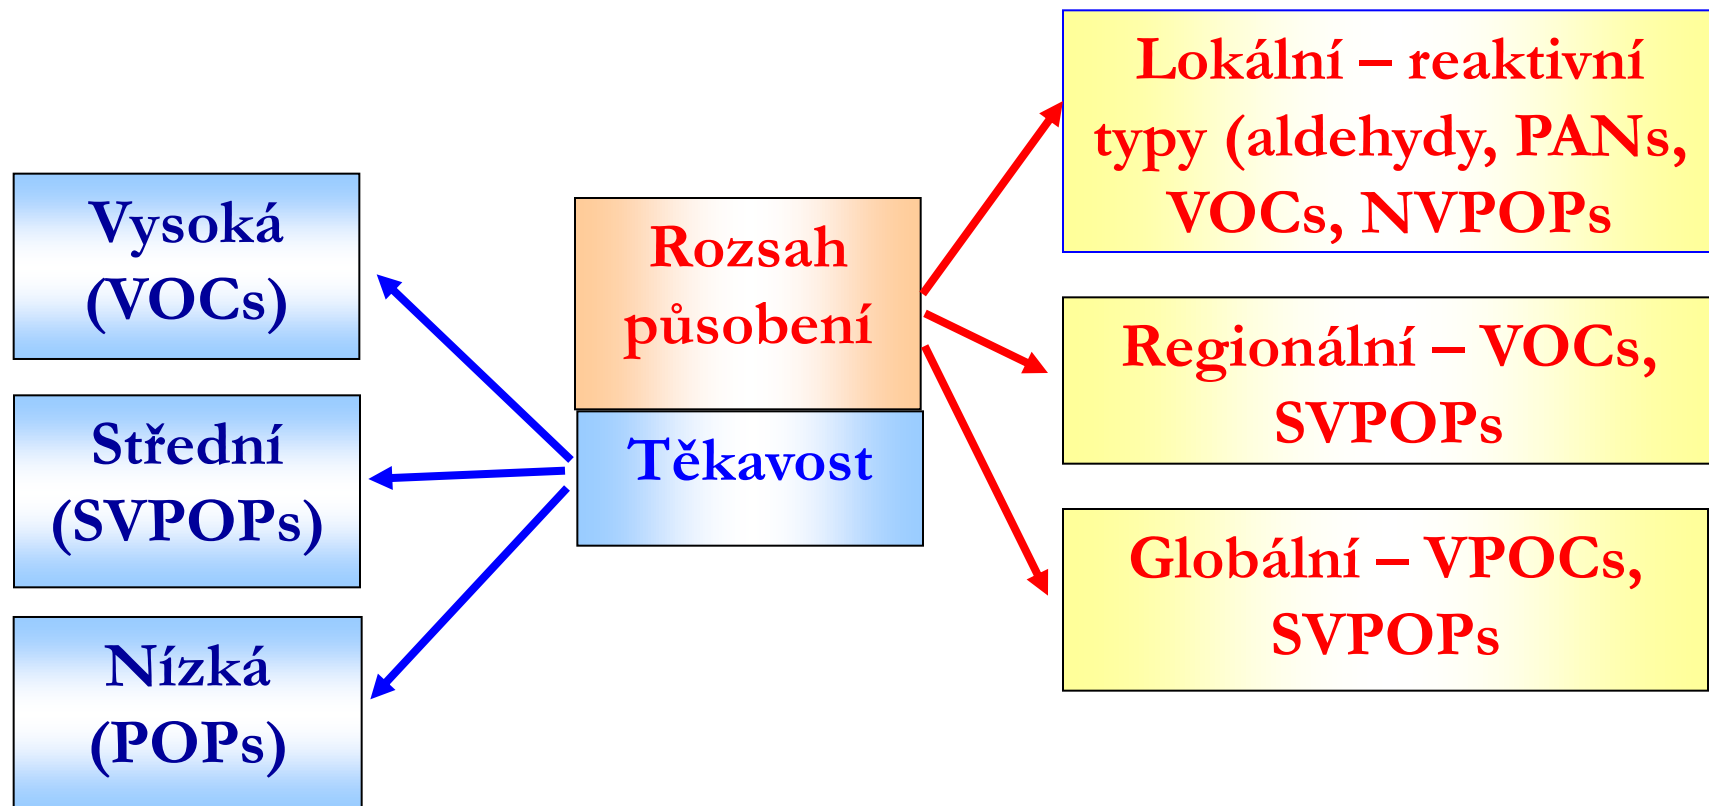 Vysoká
(VOCs)
Střední
(SVPOPs)
Nízká
(POPs)
Rozsah
působení
Těkavost
Lokální – reaktivní
typy (aldehydy, PANs,
VOCs, NVPOPs
Regionální – VOCs,
SVPOPs
Globální – VPOCs,
SVPOPs